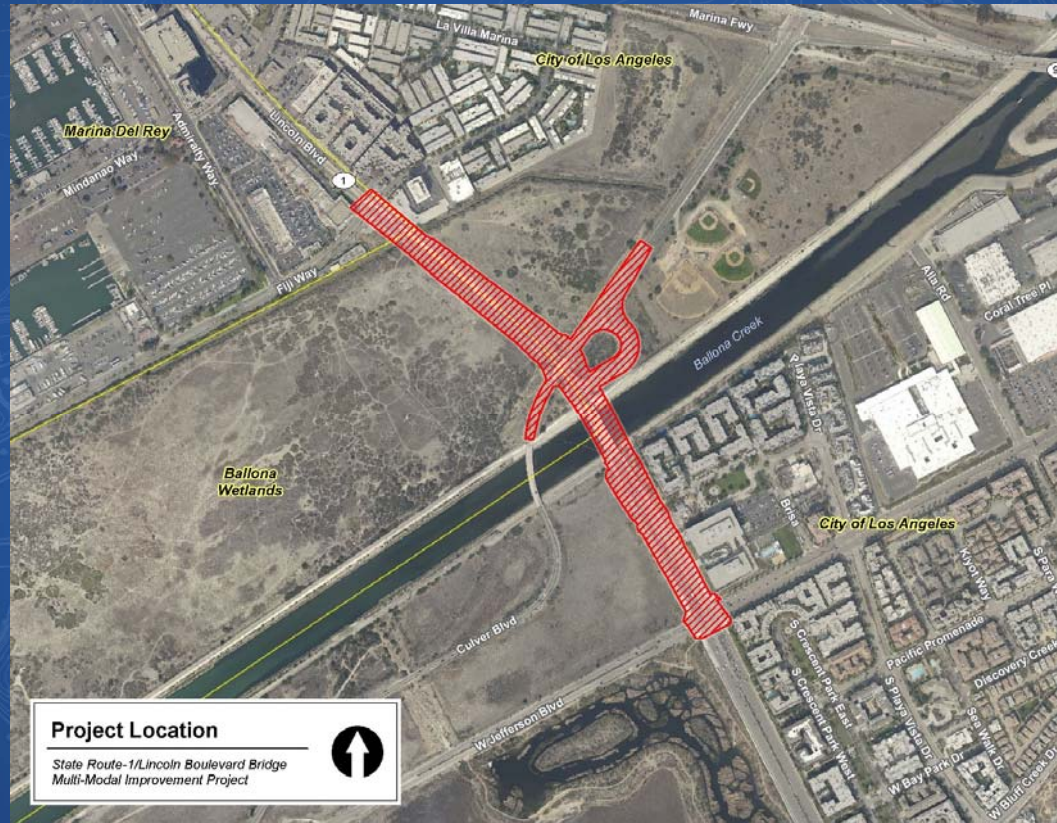 Marina Fwy
La Villa Marina
City of Los Angeles
Lincoln Blvd
Marina Del Rey
Admiralty Way
Mindanao Way
1
Fiji Way
Alla Rd
Coral Tree Pl
Ballona Creek
Playa Vista Dr
Ballona
Wetlands
Brisa
City of Los Angeles
Kiyot Way
Culver Blvd
Pacific Promenade
S Crescent Park East
Discovery Creek
S Crescent Park West
S Playa Vista Dr
Sea Walk Dr
W Jefferson Blvd
W Bay Park Dr
W Bluff Creek Dr
Project Location
State Route-1/Lincoln Boulevard Bridge
Multi-Modal Improvement Project